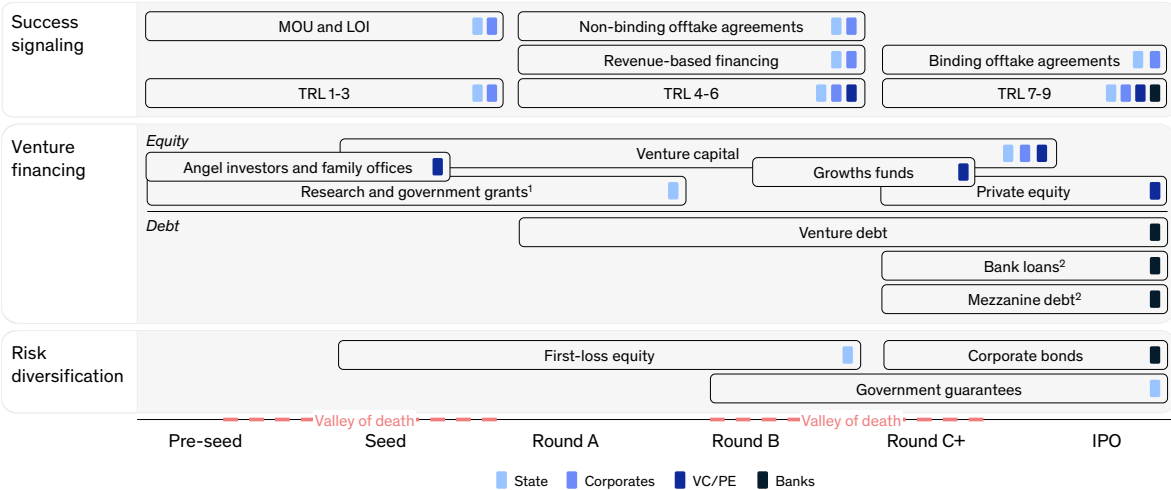 Success
signaling
MOU and LOI
Non-binding offtake agreements
Revenue-based financing
Binding offtake agreements
TRL 1-3
TRL 4-6
TRL 7-9
Venture
financing
Equity
Venture capital
Angel investors and family offices
Growths funds
Research and government grants¹
Private equity
Debt
Venture debt
Bank loans²
Mezzanine debt²
Risk
diversification
First-loss equity
Corporate bonds
Government guarantees
Valley of death
Valley of death
Pre-seed
Seed
Round A
Round B
Round C+
IPO
State
Corporates
VC/PE
Banks